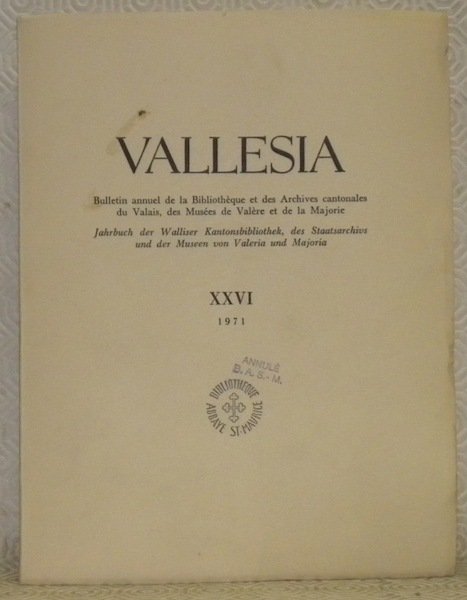 VALLESIA
Bulletin annuel de la Bibliothèque et des Archives cantonales
du Valais, des Musées de Valère et de la Majorie
Jahrbuch der Walliser Kantonsbibliothek, des Staatsarchivs
und der Museen von Valeria und Majoria
XXVI
1971
ANNULÉ
B. A. S.-M.
BIBLIOTHEQUE
ABBAYE ST-MAURICE